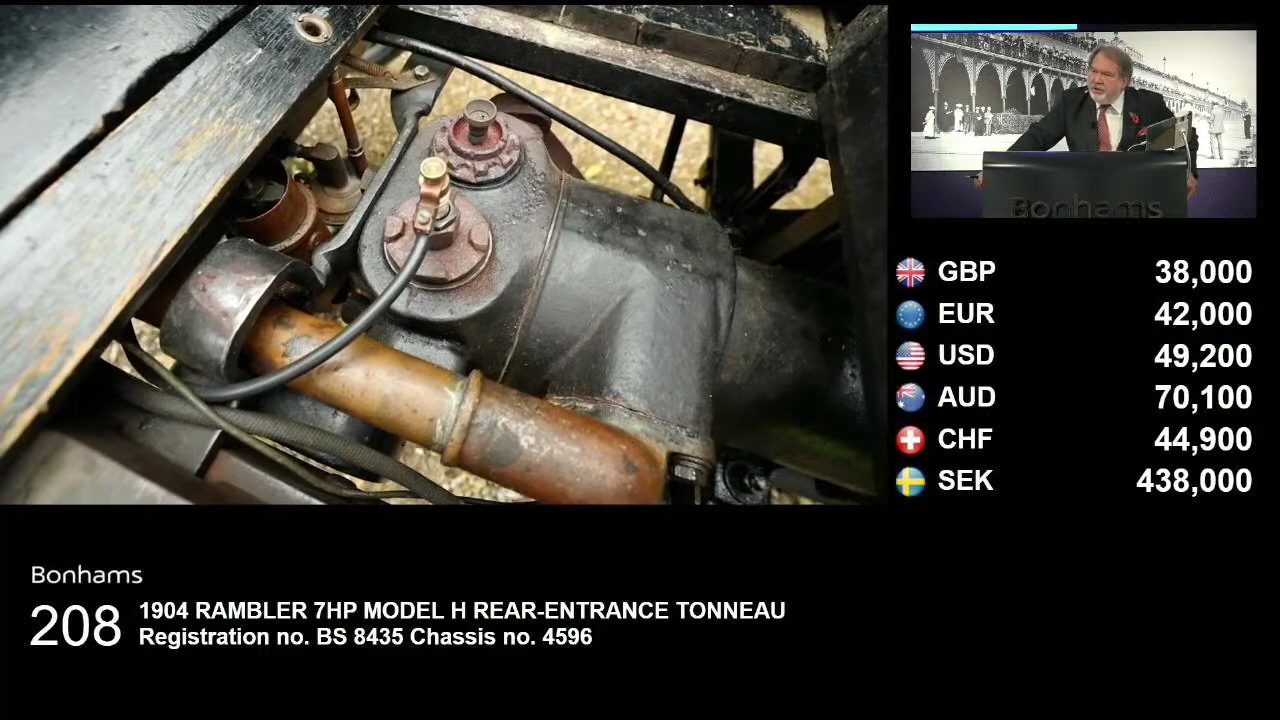 Bonhams
GBP 38,000
EUR 42,000
USD 49,200
AUD 70,100
CHF 44,900
SEK 438,000
Bonhams
208
1904 RAMBLER 7HP MODEL H REAR-ENTRANCE TONNEAU
Registration no. BS 8435 Chassis no. 4596